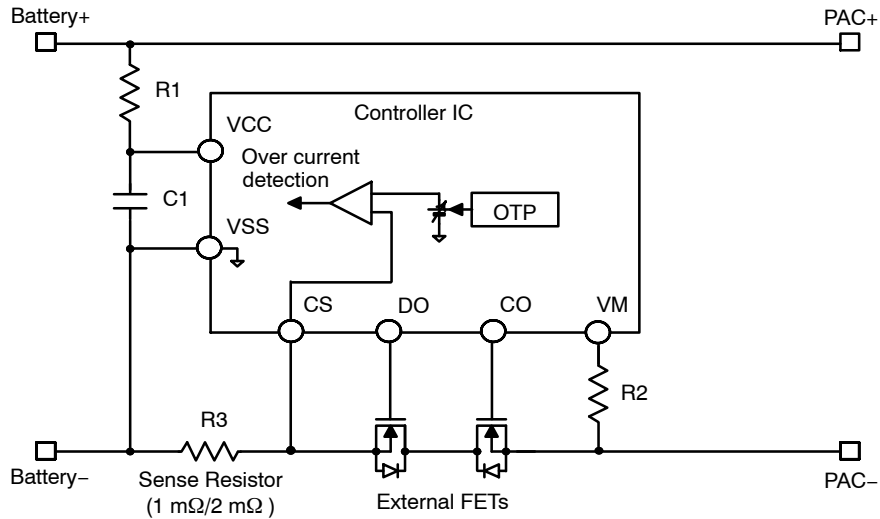 Battery+
PAC+
R1
Controller IC
VCC
Over current
detection
C1
OTP
VSS
CS
DO
CO
VM
R2
R3
Battery−
Sense Resistor
(1 mΩ/2 mΩ )
External FETs
PAC−